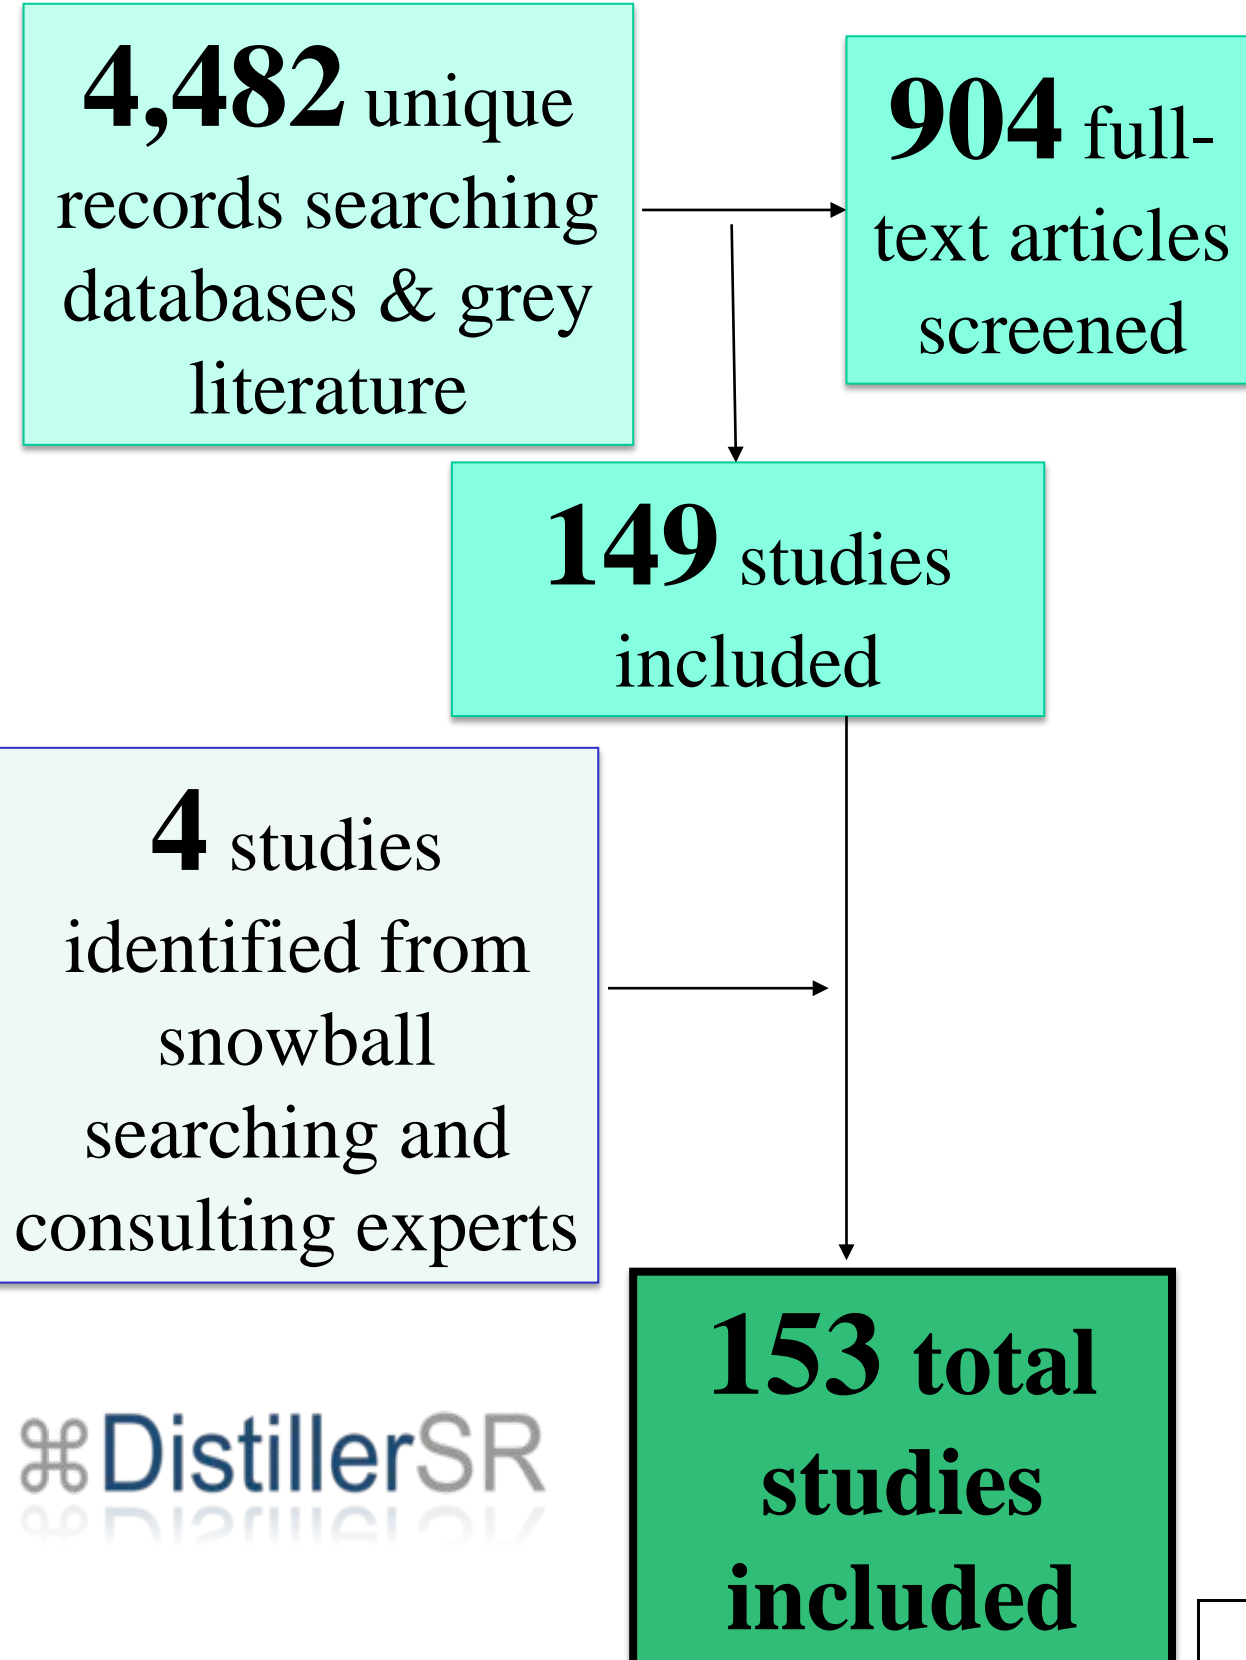 4,482 unique
records searching
databases & grey
literature
904 full-
text articles
screened
149 studies
included
4 studies
identified from
snowball
searching and
consulting experts
153 total
studies
included
DistillerSR